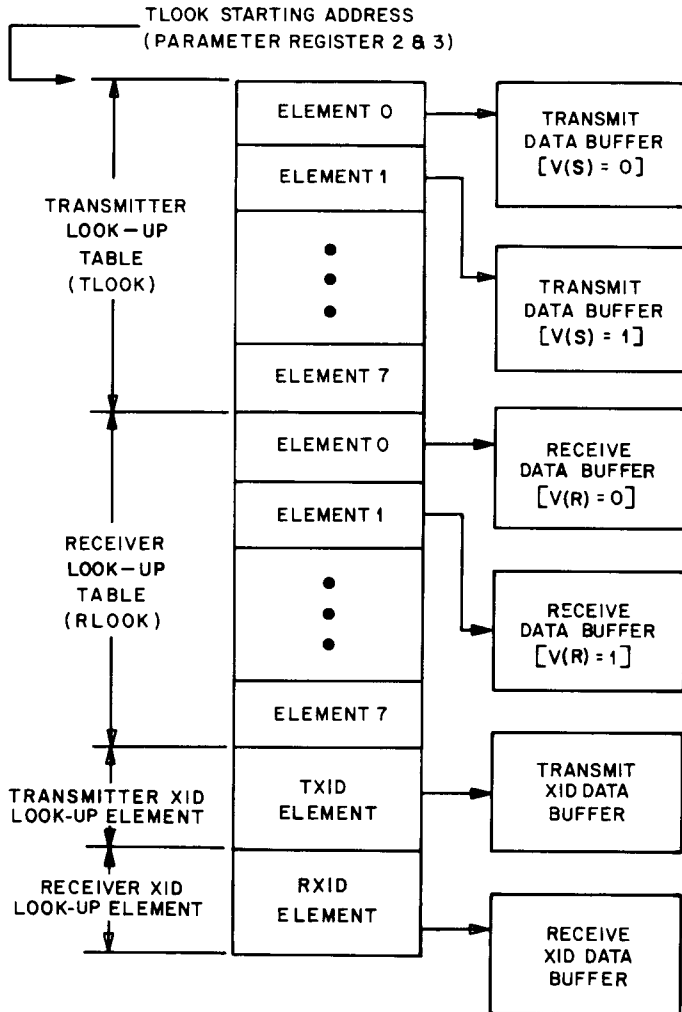 TLOOK STARTING ADDRESS
(PARAMETER REGISTER 2 & 3)
TRANSMITTER
LOOK-UP
TABLE
(TLOOK)
ELEMENT 0
ELEMENT 1
ELEMENT 7
TRANSMIT
DATA BUFFER
[V(S) = 0]
TRANSMIT
DATA BUFFER
[V(S) = 1]
RECEIVER
LOOK-UP
TABLE
(RLOOK)
ELEMENT 0
ELEMENT 1
ELEMENT 7
RECEIVE
DATA BUFFER
[V(R) = 0]
RECEIVE
DATA BUFFER
[V(R) = 1]
TRANSMITTER XID
LOOK-UP ELEMENT
TXID
ELEMENT
TRANSMIT
XID DATA
BUFFER
RECEIVER XID
LOOK-UP ELEMENT
RXID
ELEMENT
RECEIVE
XID DATA
BUFFER